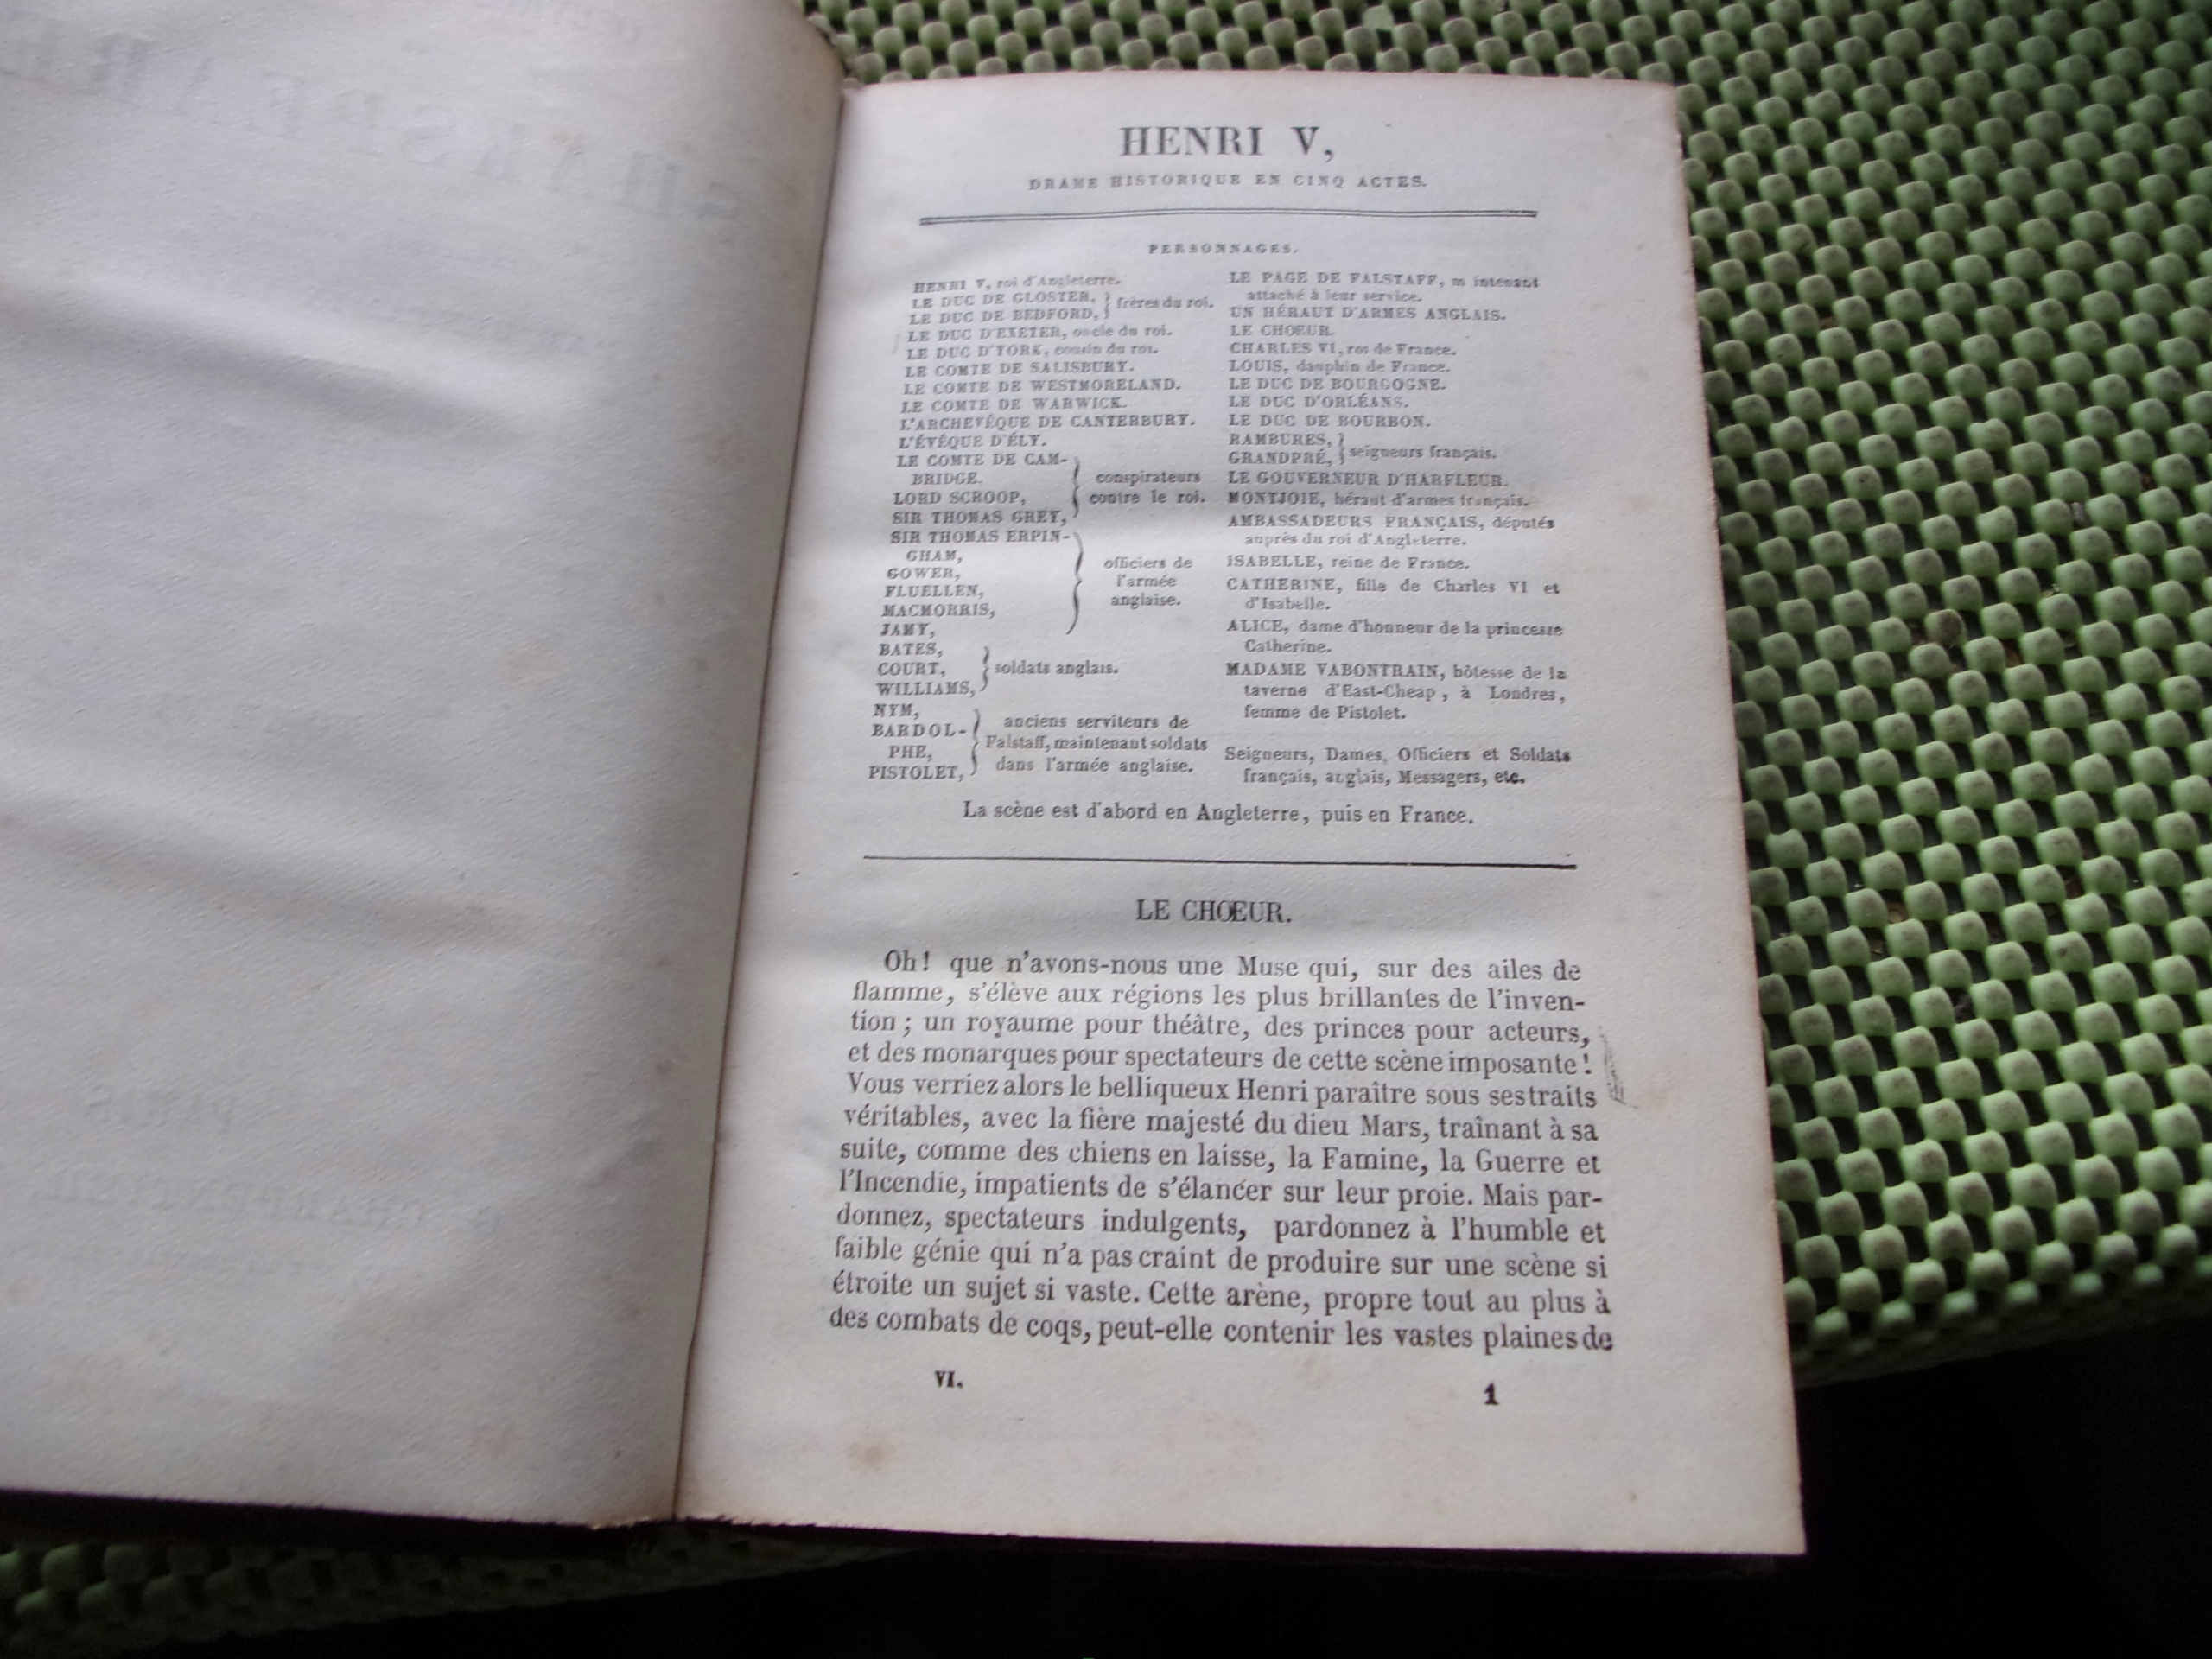 HENRI V,
DRAME HISTORIQUE EN CINQ ACTES.
PERSONNAGES.
HENRI V, roi d'Angleterre.
LE DUC DE GLOSTER,
LE DUC DE BEDFORD,
frères du roi.
LE DUC D'EXETER, oncle du roi.
LE DUC D'YORK, cousin du roi.
LE COMTE DE SALISBURY.
LE COMTE DE WESTMORELAND.
LE COMTE DE WARWICK.
L'ARCHEVÊQUE DE CANTERBURY.
L'ÉVÊQUE D'ÉLY.
LE COMTE DE CAM-
BRIDGE,
LORD SCROOP,
SIR THOMAS GREY,
conspirateurs
contre le roi.
SIR THOMAS ERPIN-
GHAM,
GOWER,
FLUELLEN,
MACMORRIS,
JAMY,
officiers de
l'armée
anglaise.
BATES,
COURT,
WILLIAMS,
soldats anglais.
NYM,
BARDOL-
PHE,
PISTOLET,
anciens serviteurs de
Falstaff, maintenant soldats
dans l'armée anglaise.
LE PAGE DE FALSTAFF, m intenant
attaché à leur service.
UN HÉRAUT D'ARMES ANGLAIS.
LE CHOEUR.
CHARLES VI, roi de France.
LOUIS, dauphin de France.
LE DUC DE BOURGOGNE.
LE DUC D'ORLÉANS.
LE DUC DE BOURBON.
RAMBURES,
GRANDPRÉ,
seigneurs français.
LE GOUVERNEUR D'HARFLEUR.
MONTJOIE, héraut d'armes français.
AMBASSADEURS FRANÇAIS, députés
auprès du roi d'Angleterre.
ISABELLE, reine de France.
CATHERINE, fille de Charles VI et
d'Isabelle.
ALICE, dame d'honneur de la princesse
Catherine.
MADAME VABONTRAIN, hôtesse de la
taverne d'East-Cheap, à Londres,
femme de Pistolet.
Seigneurs, Dames, Officiers et Soldats
français, anglais, Messagers, etc.
La scène est d'abord en Angleterre, puis en France.
LE CHŒUR.
Oh! que n'avons-nous une Muse qui, sur des ailes de
flamme, s'élève aux régions les plus brillantes de l'inven-
tion; un royaume pour théâtre, des princes pour acteurs,
et des monarques pour spectateurs de cette scène imposante!
Vous verriez alors le belliqueux Henri paraître sous ses traits
véritables, avec la fière majesté du dieu Mars, traînant à sa
suite, comme des chiens en laisse, la Famine, la Guerre et
l'Incendie, impatients de s'élancer sur leur proie. Mais par-
donnez, spectateurs indulgents, pardonnez à l'humble et
faible génie qui n'a pas craint de produire sur une scène si
étroite un sujet si vaste. Cette arène, propre tout au plus à
des combats de coqs, peut-elle contenir les vastes plaines de
VI.
1